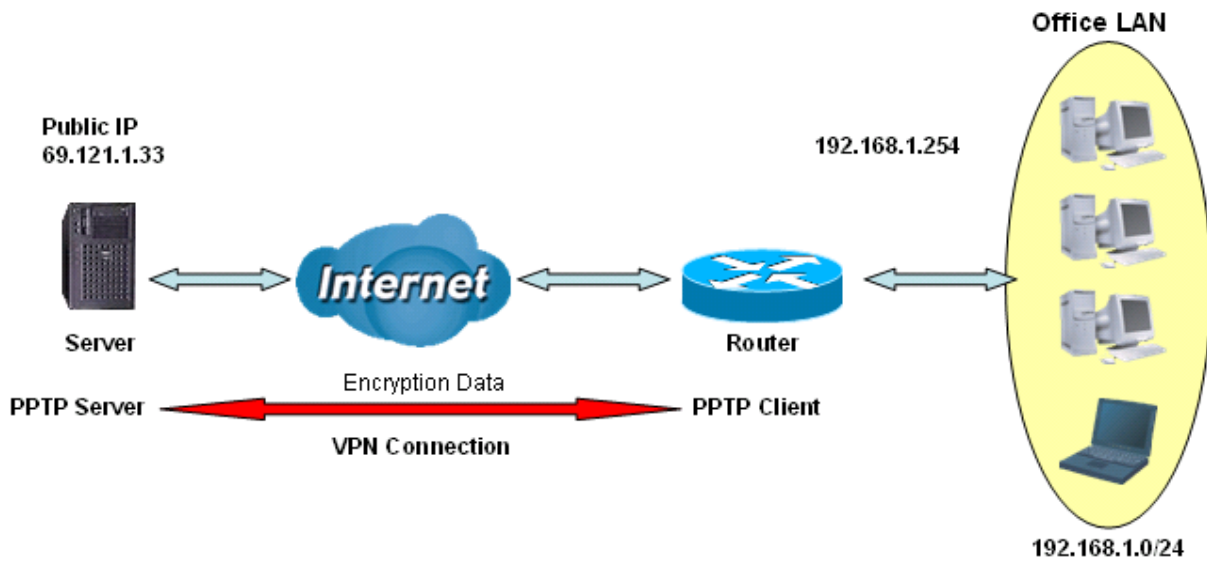 Office LAN
Public IP
69.121.1.33
192.168.1.254
Internet
Server
Router
Encryption Data
PPTP Server
PPTP Client
VPN Connection
192.168.1.0/24